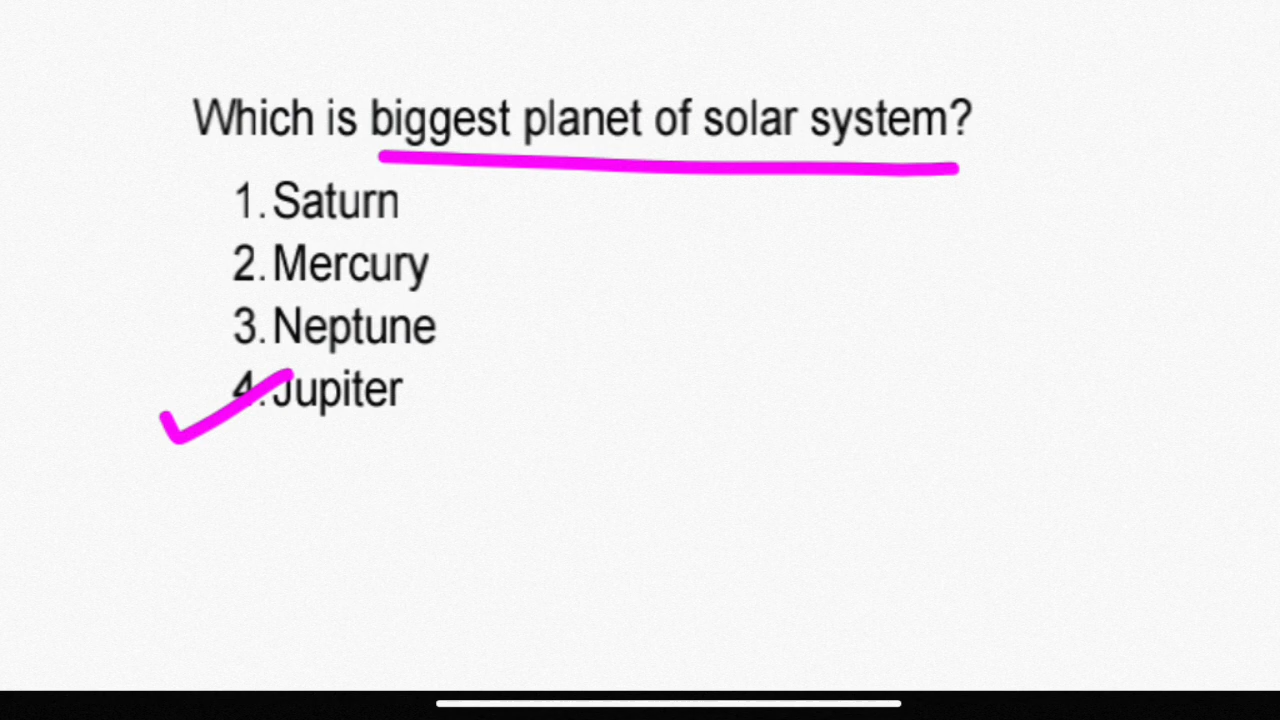 Which is biggest planet of solar system?
1. Saturn
2. Mercury
3. Neptune
4. Jupiter